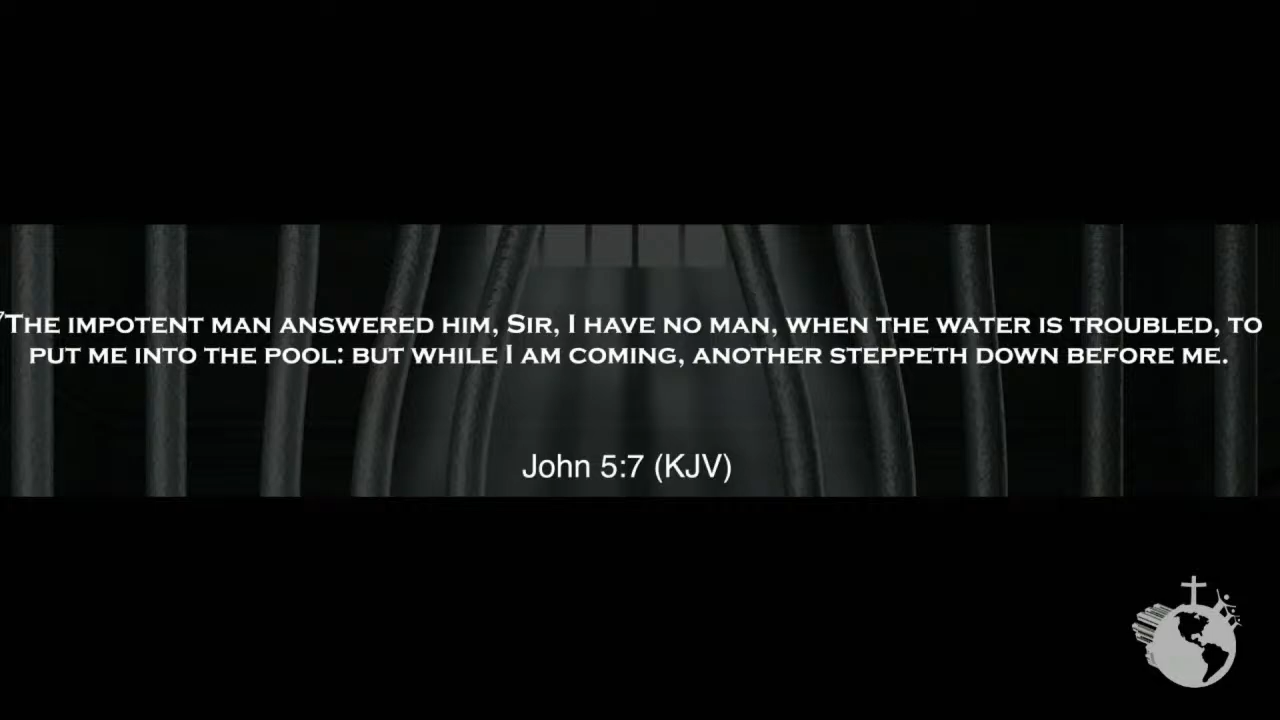 7THE IMPOTENT MAN ANSWERED HIM, SIR, I HAVE NO MAN, WHEN THE WATER IS TROUBLED, TO
PUT ME INTO THE POOL: BUT WHILE I AM COMING, ANOTHER STEPPETH DOWN BEFORE ME.
John 5:7 (KJV)